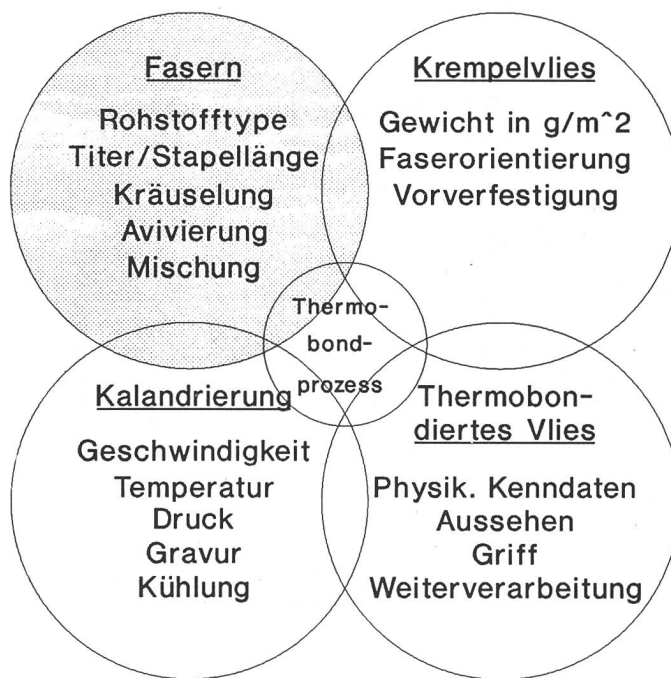 Fasern
Rohstofftype
Titer/Stapellänge
Kräuselung
Avivierung
Mischung
Krempelvlies
Gewicht in g/m^2
Faserorientierung
Vorverfestigung
Thermo-
bond-
prozess
Kalandrierung
Geschwindigkeit
Temperatur
Druck
Gravur
Kühlung
Thermobon-
diertes Vlies
Physik. Kenndaten
Aussehen
Griff
Weiterverarbeitung